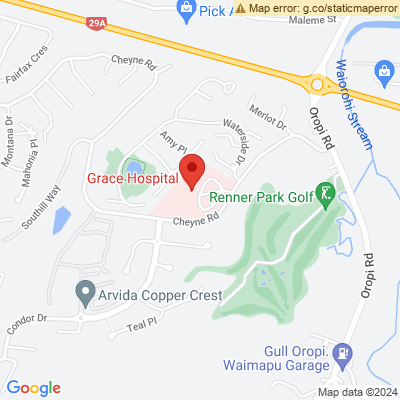 Map error: g.co/staticmaperror
Pick A
Maleme St
29A
Fairfax Cres
Cheyne Rd
Montana Dr
Mahonia Pl
Southill Way
Amy Pl
Waterside Dr
Merlot Dr
Oropi Rd
Waiorohi Stream
Grace Hospital
Renner Park Golf
Cheyne Rd
Arvida Copper Crest
Condor Dr
Teal Pl
Oropi Rd
Gull Oropi.
Waimapu Garage
Google
Map data ©2024